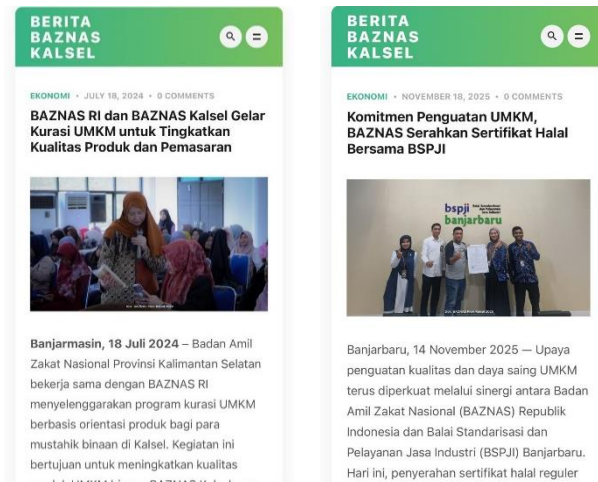 BERITA
BAZNAS
KALSEL
EKONOMI • JULY 18, 2024 • 0 COMMENTS
BAZNAS RI dan BAZNAS Kalsel Gelar
Kurasi UMKM untuk Tingkatkan
Kualitas Produk dan Pemasaran
Banjarmasin, 18 Juli 2024 – Badan Amil
Zakat Nasional Provinsi Kalimantan Selatan
bekerja sama dengan BAZNAS RI
menyelenggarakan program kurasi UMKM
berbasis orientasi produk bagi para
mustahik binaan di Kalsel. Kegiatan ini
bertujuan untuk meningkatkan kualitas
BERITA
BAZNAS
KALSEL
EKONOMI • NOVEMBER 18, 2025 • 0 COMMENTS
Komitmen Penguatan UMKM,
BAZNAS Serahkan Sertifikat Halal
Bersama BSPJI
bspji
banjarbaru
Banjarbaru, 14 November 2025 — Upaya
penguatan kualitas dan daya saing UMKM
terus diperkuat melalui sinergi antara Badan
Amil Zakat Nasional (BAZNAS) Republik
Indonesia dan Balai Standarisasi dan
Pelayanan Jasa Industri (BSPJI) Banjarbaru.
Hari ini, penyerahan sertifikat halal reguler